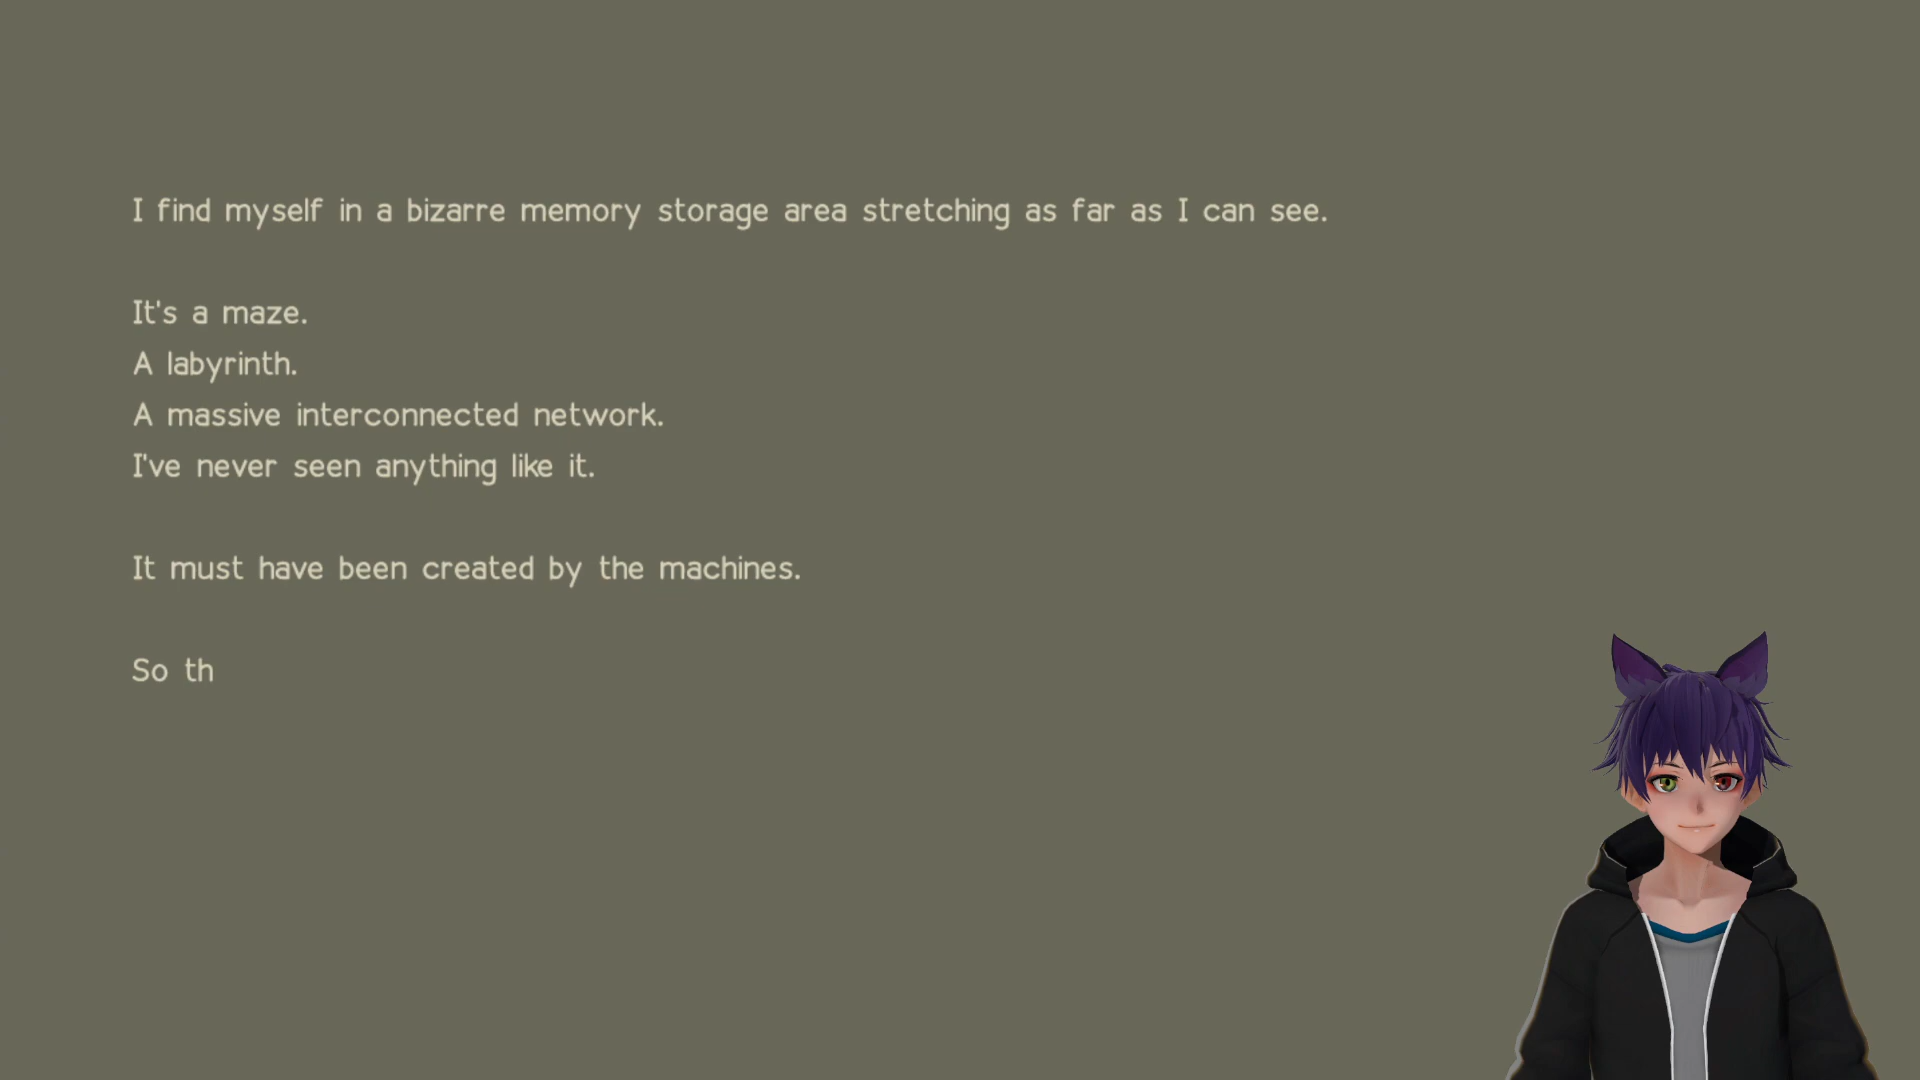 I find myself in a bizarre memory storage area stretching as far as I can see.
It's a maze.
A labyrinth.
A massive interconnected network.
I've never seen anything like it.
It must have been created by the machines.
So th